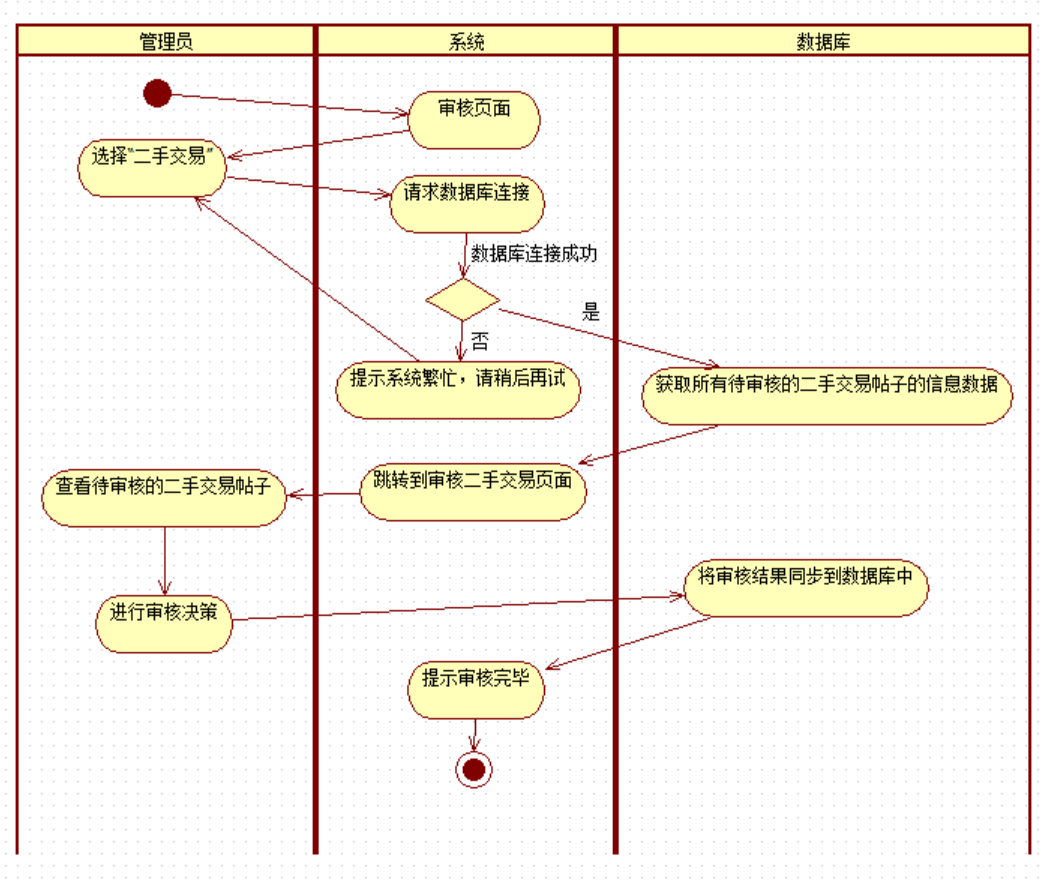 管理员
系统
数据库
审核页面
选择“二手交易”
请求数据库连接
数据库连接成功
是
否
提示系统繁忙，请稍后再试
获取所有待审核的二手交易帖子的信息数据
跳转到审核二手交易页面
查看待审核的二手交易帖子
将审核结果同步到数据库中
进行审核决策
提示审核完毕